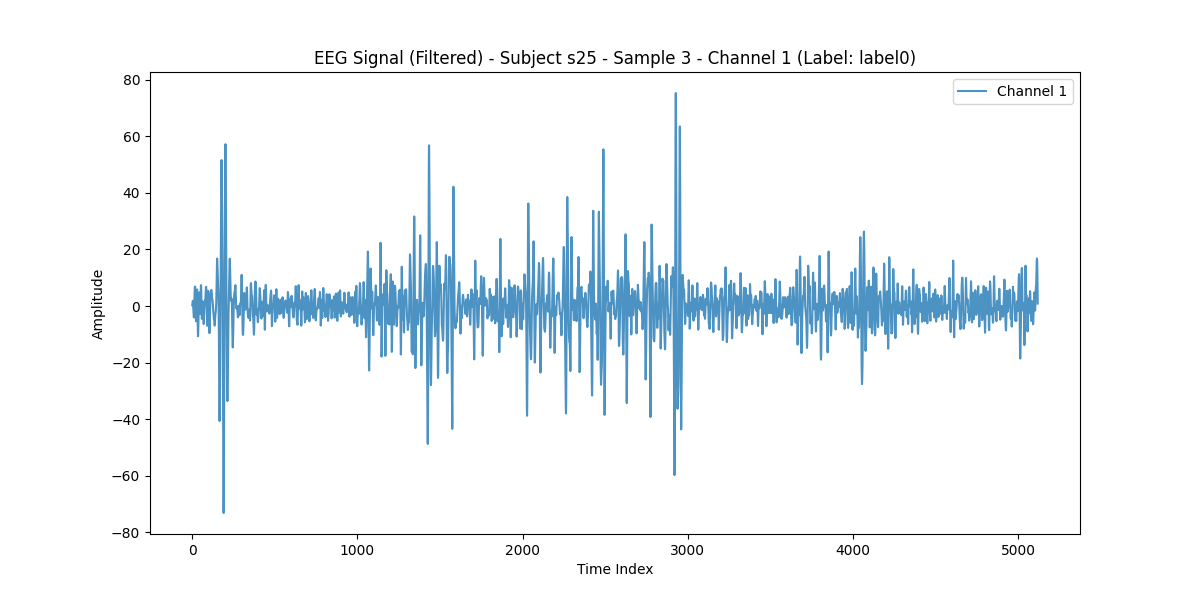 EEG Signal (Filtered) - Subject s25 - Sample 3 - Channel 1 (Label: label0)
Channel 1
80
60
40
20
0
−20
−40
−60
−80
Amplitude
0 1000 2000 3000 4000 5000
Time Index